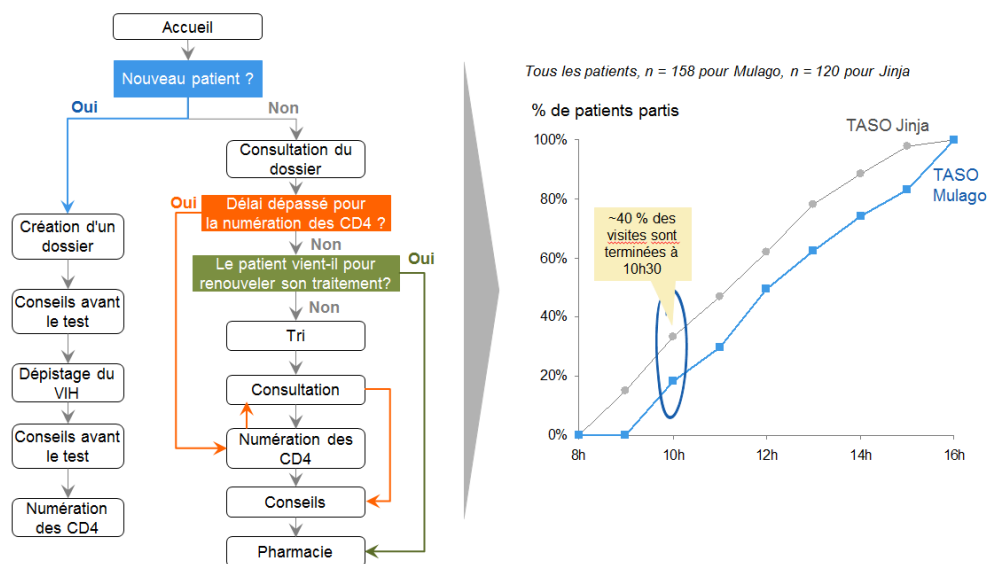 Accueil
Nouveau patient ?
Oui
Non
Consultation du
dossier
Oui
Délai dépassé pour
la numération des CD4 ?
Non
Oui
Le patient vient-il pour
renouveler son traitement?
Non
Tri
Consultation
Numération des
CD4
Conseils
Pharmacie
Création d'un
dossier
Conseils avant
le test
Dépistage du
VIH
Conseils avant
le test
Numération
des CD4
Tous les patients, n = 158 pour Mulago, n = 120 pour Jinja
% de patients partis
100%
80%
60%
40%
20%
0%
8h
10h
12h
14h
16h
TASO Jinja
TASO
Mulago
~40 % des
visites sont
terminées à
10h30